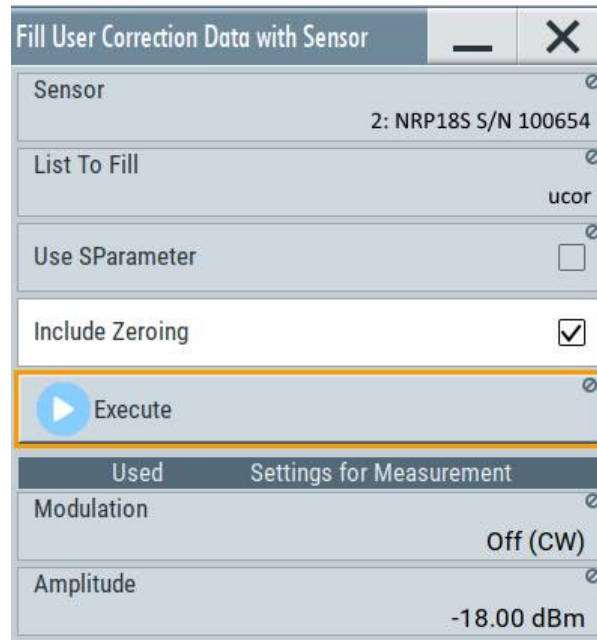 Fill User Correction Data with Sensor
Sensor
2: NRP18S S/N 100654
List To Fill
ucor
Use SParameter
Include Zeroing
Execute
Used Settings for Measurement
Modulation
Off (CW)
Amplitude
-18.00 dBm